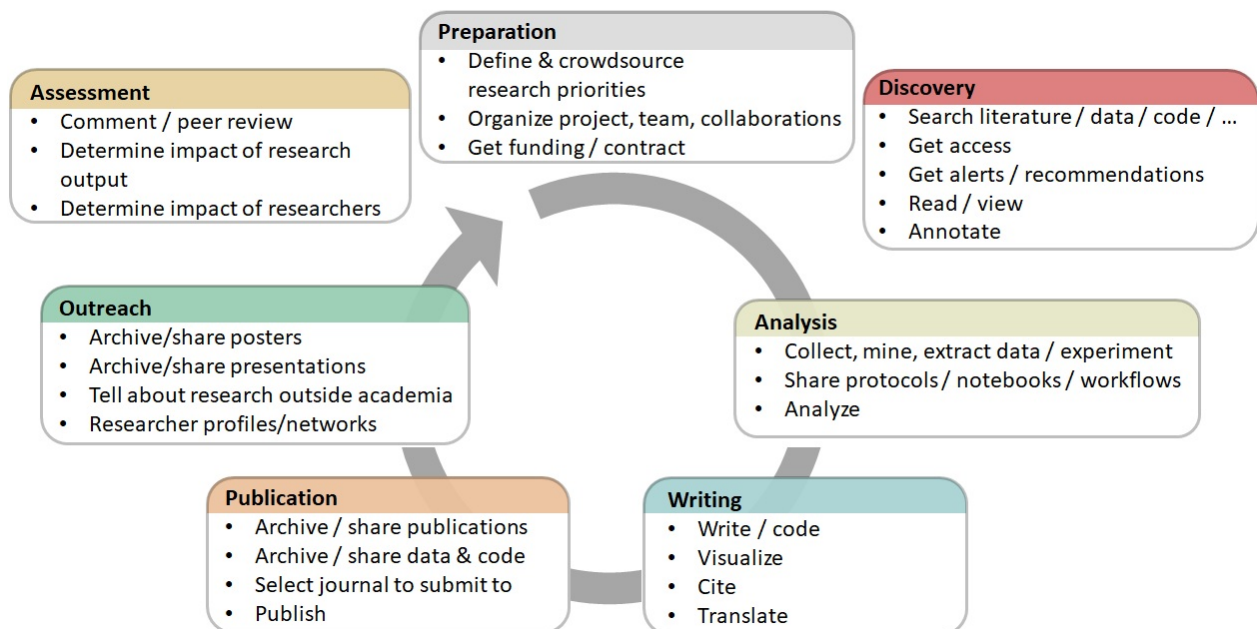 Preparation
• Define & crowdsource
research priorities
• Organize project, team, collaborations
• Get funding / contract
Discovery
• Search literature / data / code / ...
• Get access
• Get alerts / recommendations
• Read / view
• Annotate
Analysis
• Collect, mine, extract data / experiment
• Share protocols / notebooks / workflows
• Analyze
Writing
• Write / code
• Visualize
• Cite
• Translate
Publication
• Archive / share publications
• Archive / share data & code
• Select journal to submit to
• Publish
Outreach
• Archive/share posters
• Archive/share presentations
• Tell about research outside academia
• Researcher profiles/networks
Assessment
• Comment / peer review
• Determine impact of research
output
• Determine impact of researchers